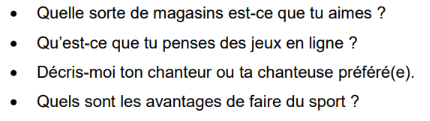 • Quelle sorte de magasins est-ce que tu aimes ?
• Qu'est-ce que tu penses des jeux en ligne ?
• Décris-moi ton chanteur ou ta chanteuse préféré(e).
• Quels sont les avantages de faire du sport ?